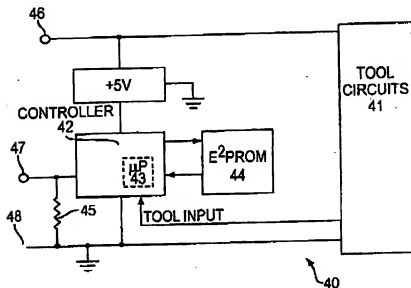 46
+5V
TOOL
CIRCUITS
41
CONTROLLER
42
47
μP
43
E²PROM
44
45
TOOL INPUT
48
40